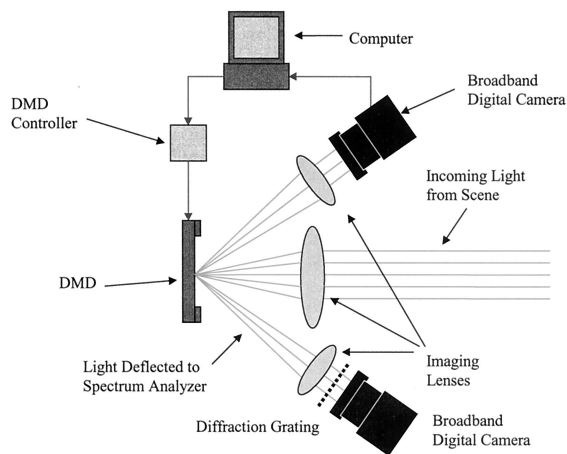 Computer
Broadband
Digital Camera
DMD
Controller
Incoming Light
from Scene
DMD
Light Deflected to
Spectrum Analyzer
Imaging
Lenses
Diffraction Grating
Broadband
Digital Camera